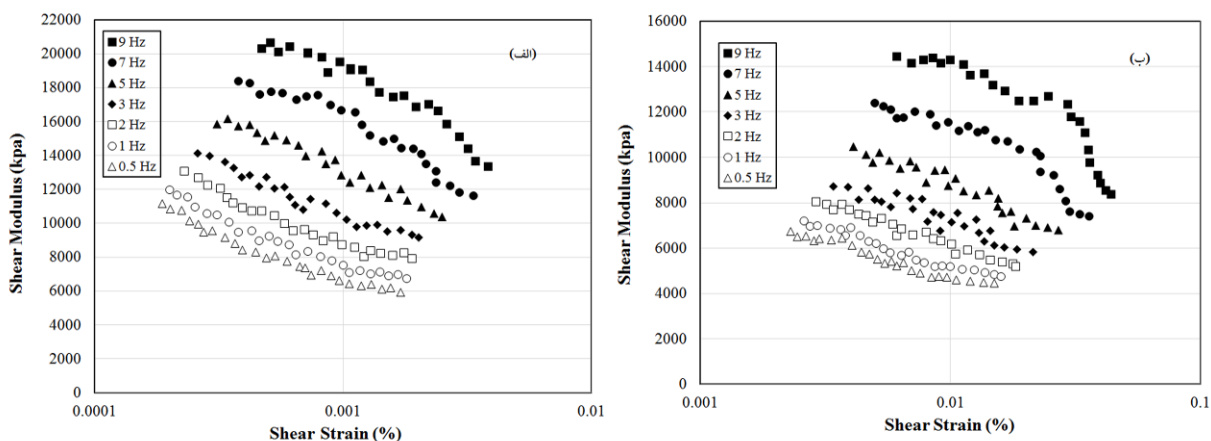 22000
20000
18000
16000
14000
12000
10000
8000
6000
4000
2000
0
Shear Modulus (kpa)
9 Hz
7 Hz
5 Hz
3 Hz
2 Hz
1 Hz
0.5 Hz
(الف)
0.0001
0.001
0.01
Shear Strain (%)
16000
14000
12000
10000
8000
6000
4000
2000
0
Shear Modulus (kpa)
9 Hz
7 Hz
5 Hz
3 Hz
2 Hz
1 Hz
0.5 Hz
(ب)
0.001
0.01
0.1
Shear Strain (%)